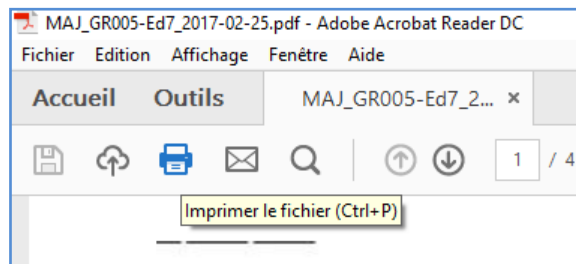 MAJ_GR005-Ed7_2017-02-25.pdf - Adobe Acrobat Reader DC
Fichier Edition Affichage Fenêtre Aide
Accueil Outils MAJ_GR005-Ed7_2... ×
1 / 4
Imprimer le fichier (Ctrl+P)